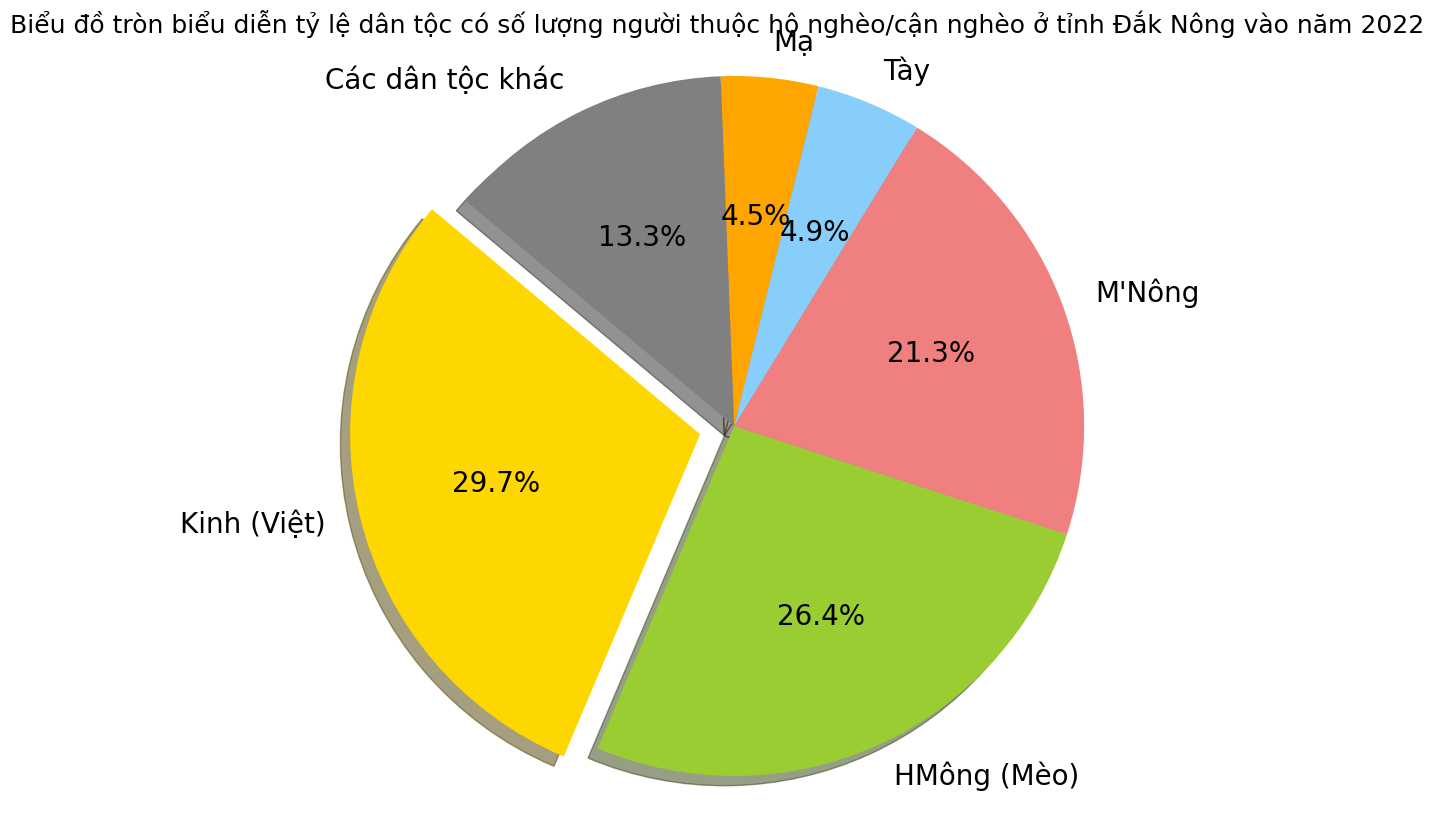 Biểu đồ tròn biểu diễn tỷ lệ dân tộc có số lượng người thuộc hộ nghèo/cận nghèo ở tỉnh Đắk Nông vào năm 2022
Mạ
Tày
Các dân tộc khác
4.5%
4.9%
13.3%
M'Nông
21.3%
29.7%
Kinh (Việt)
26.4%
HMông (Mèo)